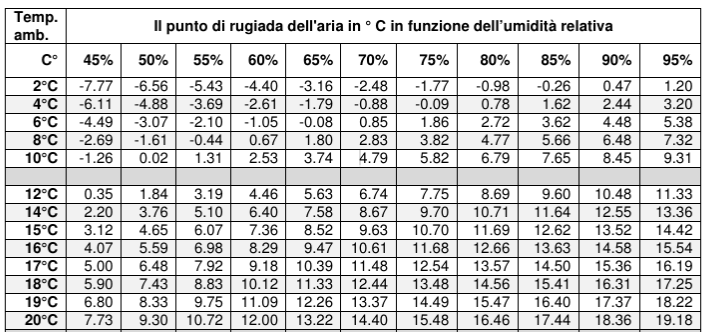 Temp. amb. Il punto di rugiada dell'aria in ° C in funzione dell'umidità relativa
C° 45% 50% 55% 60% 65% 70% 75% 80% 85% 90% 95%
2°C -7.77 -6.56 -5.43 -4.40 -3.16 -2.48 -1.77 -0.98 -0.26 0.47 1.20
4°C -6.11 -4.88 -3.69 -2.61 -1.79 -0.88 -0.09 0.78 1.62 2.44 3.20
6°C -4.49 -3.07 -2.10 -1.05 -0.08 0.85 1.86 2.72 3.62 4.48 5.38
8°C -2.69 -1.61 -0.44 0.67 1.80 2.83 3.82 4.77 5.66 6.48 7.32
10°C -1.26 0.02 1.31 2.53 3.74 4.79 5.82 6.79 7.65 8.45 9.31
12°C 0.35 1.84 3.19 4.46 5.63 6.74 7.75 8.69 9.60 10.48 11.33
14°C 2.20 3.76 5.10 6.40 7.58 8.67 9.70 10.71 11.64 12.55 13.36
15°C 3.12 4.65 6.07 7.36 8.52 9.63 10.70 11.69 12.62 13.52 14.42
16°C 4.07 5.59 6.98 8.29 9.47 10.61 11.68 12.66 13.63 14.58 15.54
17°C 5.00 6.48 7.92 9.18 10.39 11.48 12.54 13.57 14.50 15.36 16.19
18°C 5.90 7.43 8.83 10.12 11.33 12.44 13.48 14.56 15.41 16.31 17.25
19°C 6.80 8.33 9.75 11.09 12.26 13.37 14.49 15.47 16.40 17.37 18.22
20°C 7.73 9.30 10.72 12.00 13.22 14.40 15.48 16.46 17.44 18.36 19.18